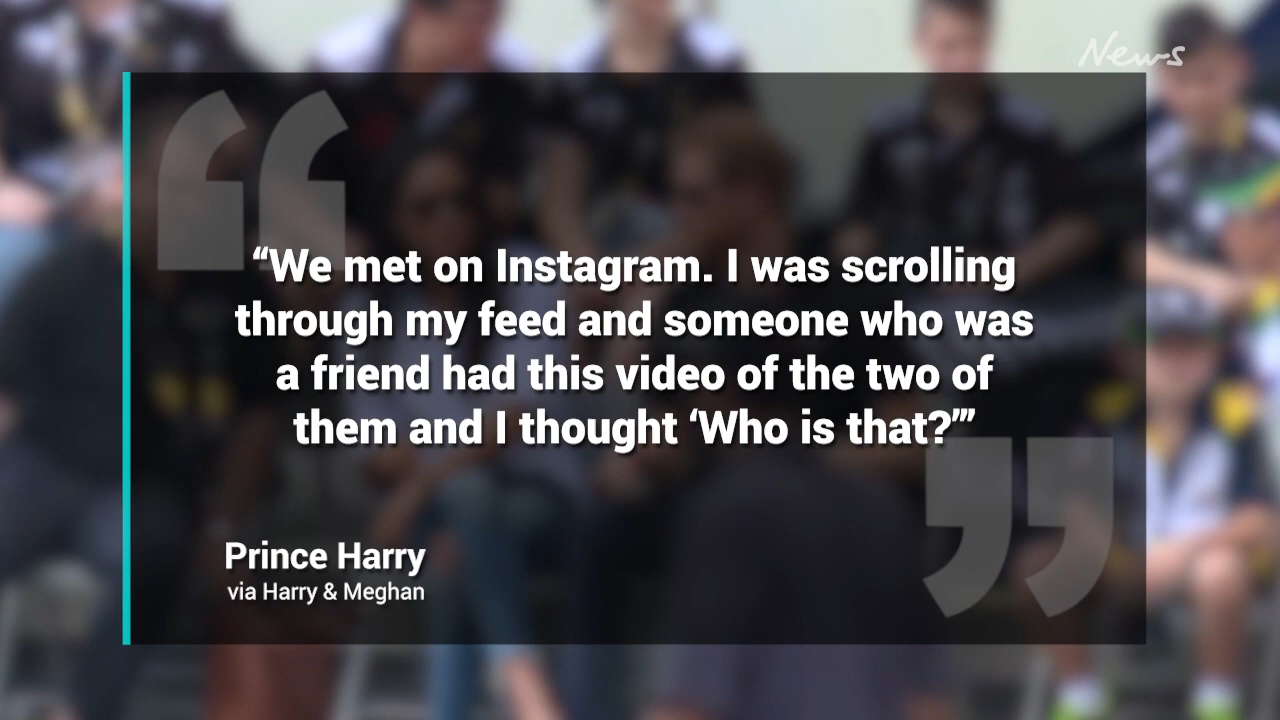 News
“We met on Instagram. I was scrolling
through my feed and someone who was
a friend had this video of the two of
them and I thought ‘Who is that?’”
Prince Harry
via Harry & Meghan